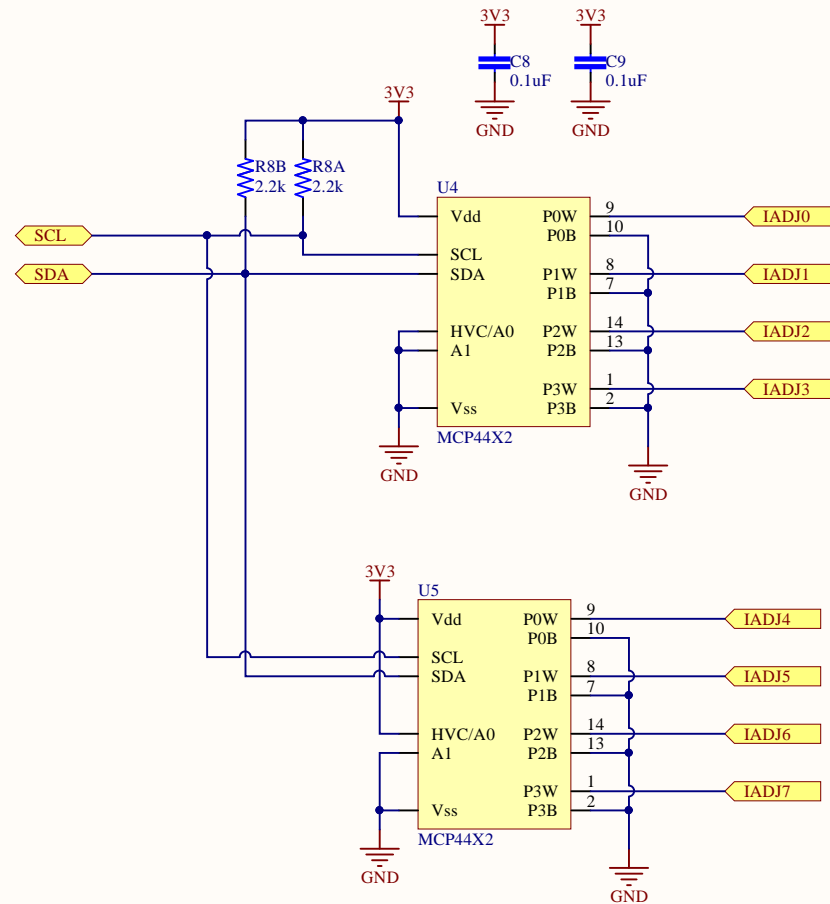 3V3
3V3
C8
0.1uF
C9
0.1uF
GND
GND
3V3
R8B
2.2k
R8A
2.2k
SCL
SDA
U4
Vdd
SCL
SDA
HVC/A0
A1
Vss
P0W
P0B
P1W
P1B
P2W
P2B
P3W
P3B
9
10
8
7
14
13
1
2
IADJ0
IADJ1
IADJ2
IADJ3
MCP44X2
GND
GND
3V3
U5
Vdd
SCL
SDA
HVC/A0
A1
Vss
P0W
P0B
P1W
P1B
P2W
P2B
P3W
P3B
9
10
8
7
14
13
1
2
IADJ4
IADJ5
IADJ6
IADJ7
MCP44X2
GND
GND